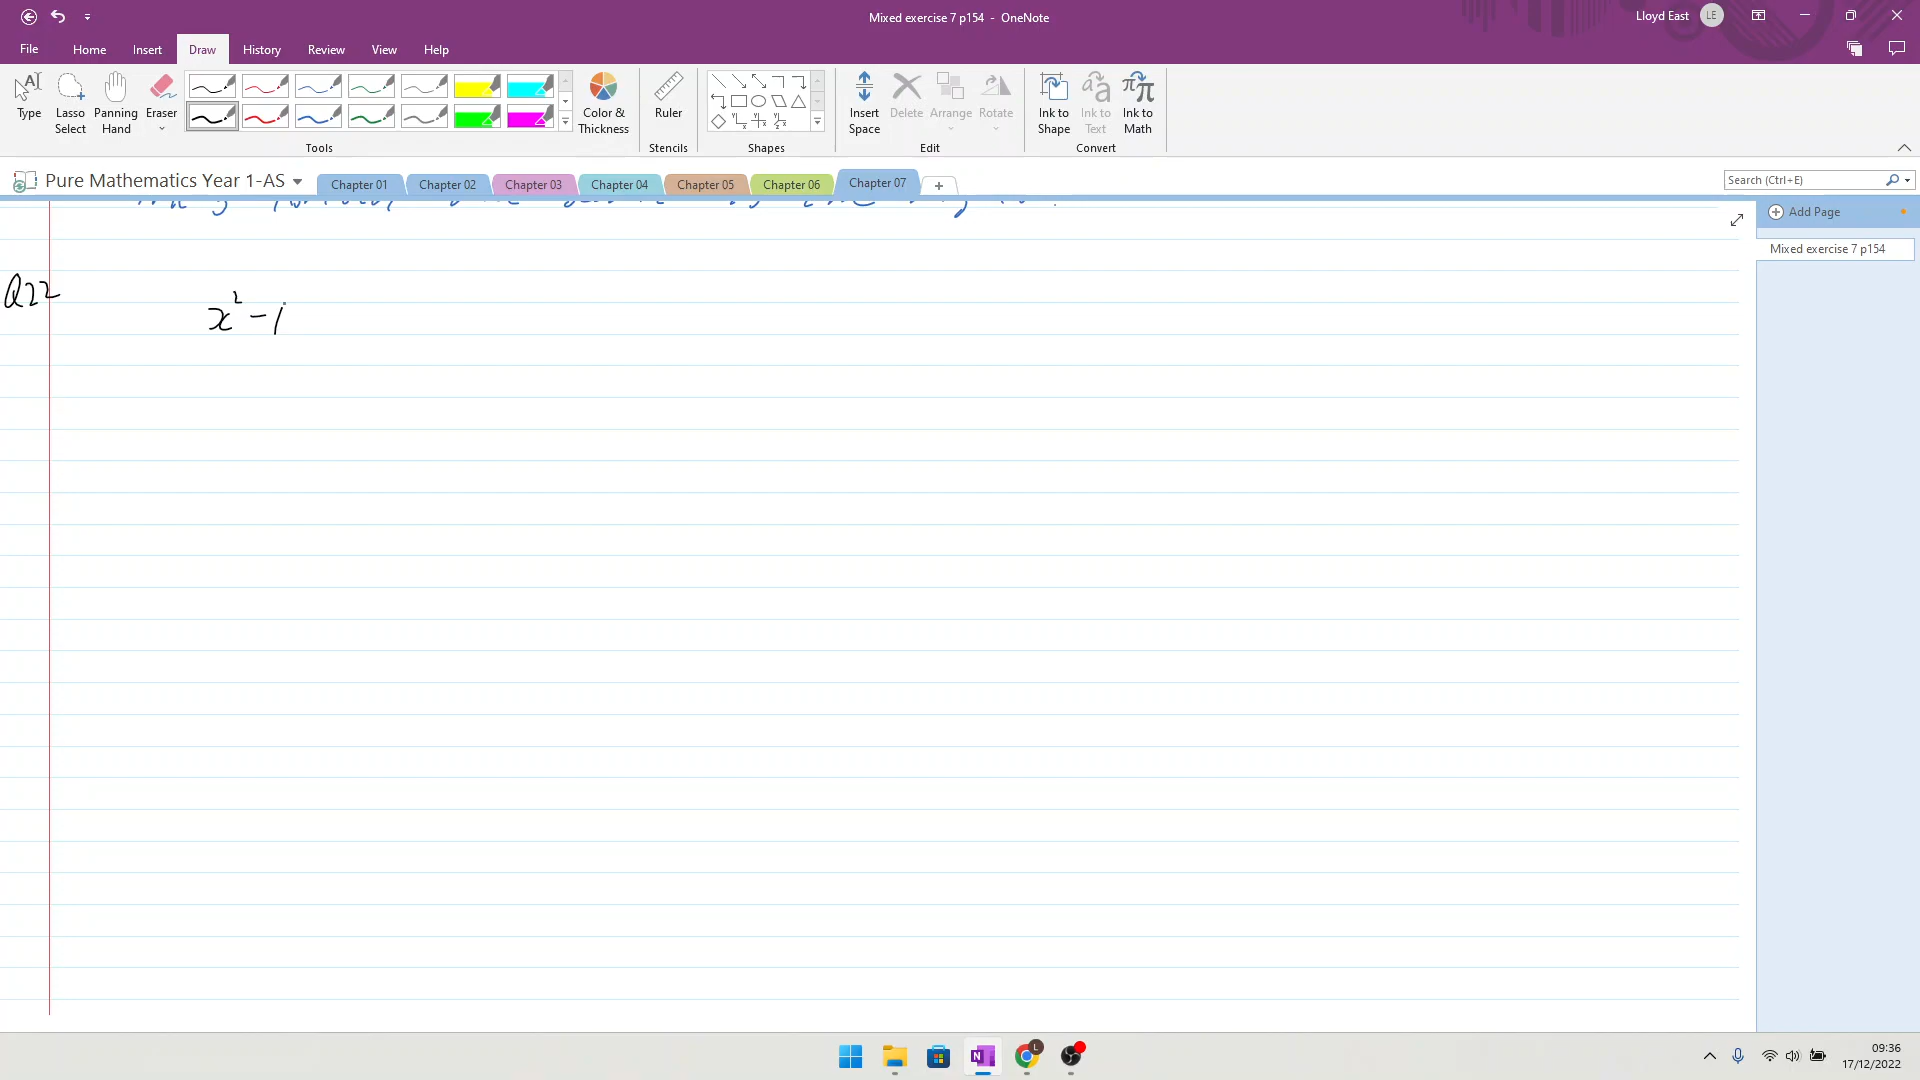 Mixed exercise 7 p154 - OneNote
Lloyd East LE
File Home Insert Draw History Review View Help
Type
Lasso Select
Panning Hand
Eraser
Color & Thickness
Ruler
Insert Space
Delete
Arrange
Rotate
Ink to Shape
Ink to Text
Ink to Math
Tools Stencils Shapes Edit Convert
Pure Mathematics Year 1-AS
Chapter 01 Chapter 02 Chapter 03 Chapter 04 Chapter 05 Chapter 06 Chapter 07 +
Search (Ctrl+E)
Add Page
Mixed exercise 7 p154
Q22
x² - 1
09:36
17/12/2022